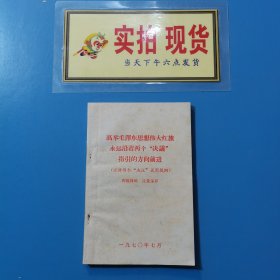 实拍 现货
当天下午六点发货
高举毛泽东思想伟大红旗
永远沿着两个“决议”
指引的方向前进
一九七〇年七月